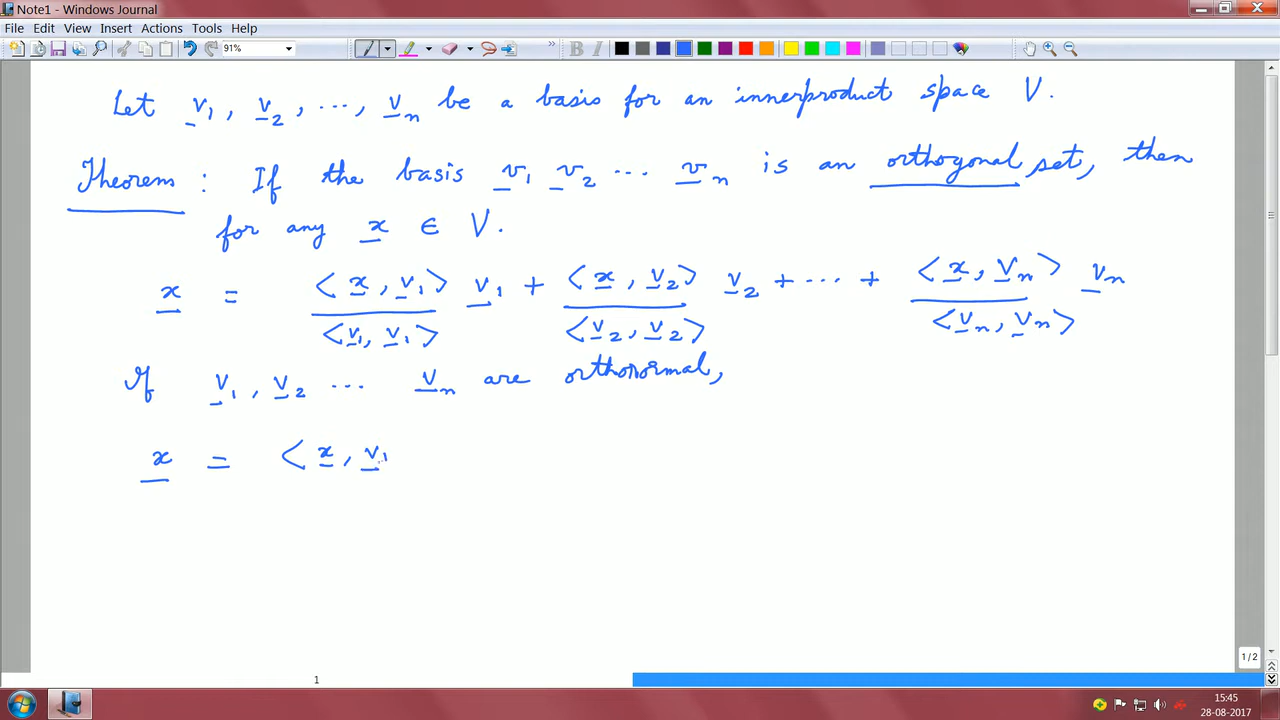 Note1 - Windows Journal
File Edit View Insert Actions Tools Help
91%
Let v1, v2, ..., vn be a basis for an innerproduct space V.
Theorem : If the basis v1 v2 ... vn is an orthogonal set, then
for any x ∈ V.
x = <x, v1>/<v1, v1> v1 + <x, v2>/<v2, v2> v2 + ... + <x, vn>/<vn, vn> vn
If v1, v2 ... vn are orthonormal,
x = <x, v1
1/2
1
15:45
28-08-2017